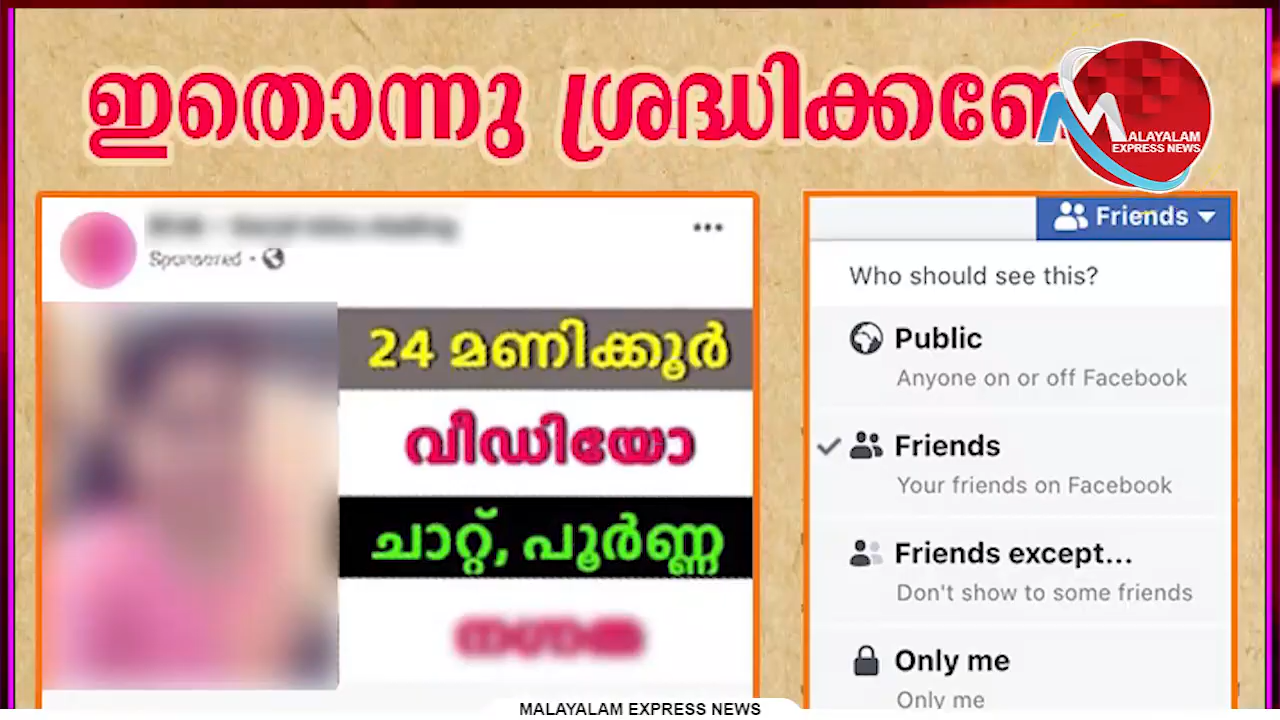 ഇതൊന്നു ശ്രദ്ധിക്കണേ
MALAYALAM
EXPRESS NEWS
Sponsored
24 മണിക്കൂർ
വീഡിയോ
ചാറ്റ്, പൂർണ്ണ
Friends
Who should see this?
Public
Anyone on or off Facebook
Friends
Your friends on Facebook
Friends except...
Don't show to some friends
Only me
Only me
MALAYALAM EXPRESS NEWS